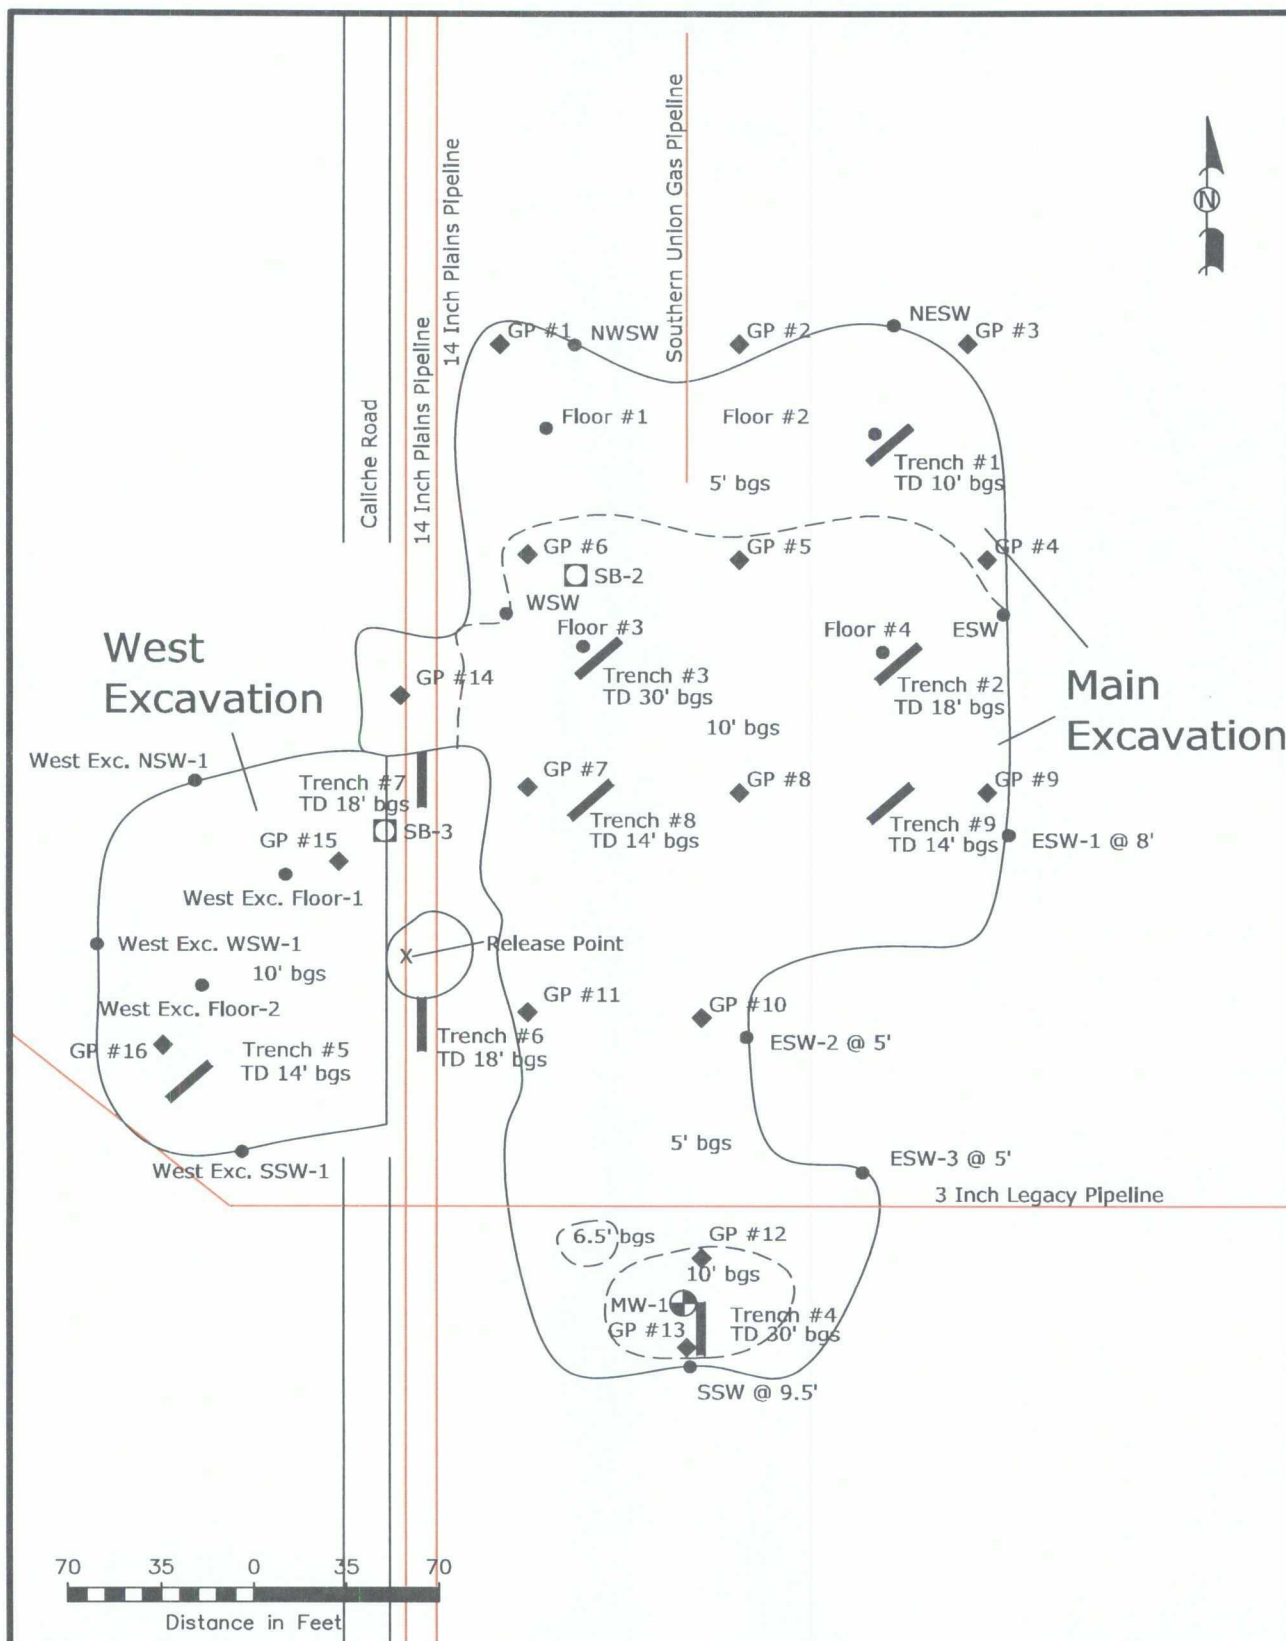 14 Inch Plains Pipeline
Southern Union Gas Pipeline
N
Caliche Road
14 Inch Plains Pipeline
GP #1
NWSW
GP #2
NESW
GP #3
Floor #1
Floor #2
Trench #1
TD 10' bgs
5' bgs
GP #6
GP #5
GP #4
SB-2
WSW
Floor #3
Floor #4
ESW
West
Excavation
GP #14
Trench #3
TD 30' bgs
Trench #2
TD 18' bgs
Main
Excavation
10' bgs
West Exc. NSW-1
Trench #7
TD 18' bgs
GP #7
GP #8
GP #9
GP #15
SB-3
Trench #8
TD 14' bgs
Trench #9
TD 14' bgs
ESW-1 @ 8'
West Exc. Floor-1
West Exc. WSW-1
Release Point
10' bgs
West Exc. Floor-2
GP #11
GP #10
GP #16
Trench #5
TD 14' bgs
Trench #6
TD 18' bgs
ESW-2 @ 5'
5' bgs
West Exc. SSW-1
ESW-3 @ 5'
3 Inch Legacy Pipeline
6.5' bgs
GP #12
10' bgs
MW-1
GP #13
Trench #4
TD 30' bgs
SSW @ 9.5'
X
70 35 0 35 70
Distance in Feet